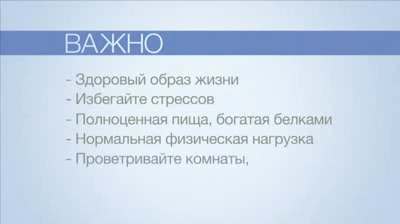 ВАЖНО
- Здоровый образ жизни
- Избегайте стрессов
- Полноценная пища, богатая белками
- Нормальная физическая нагрузка
- Проветривайте комнаты,